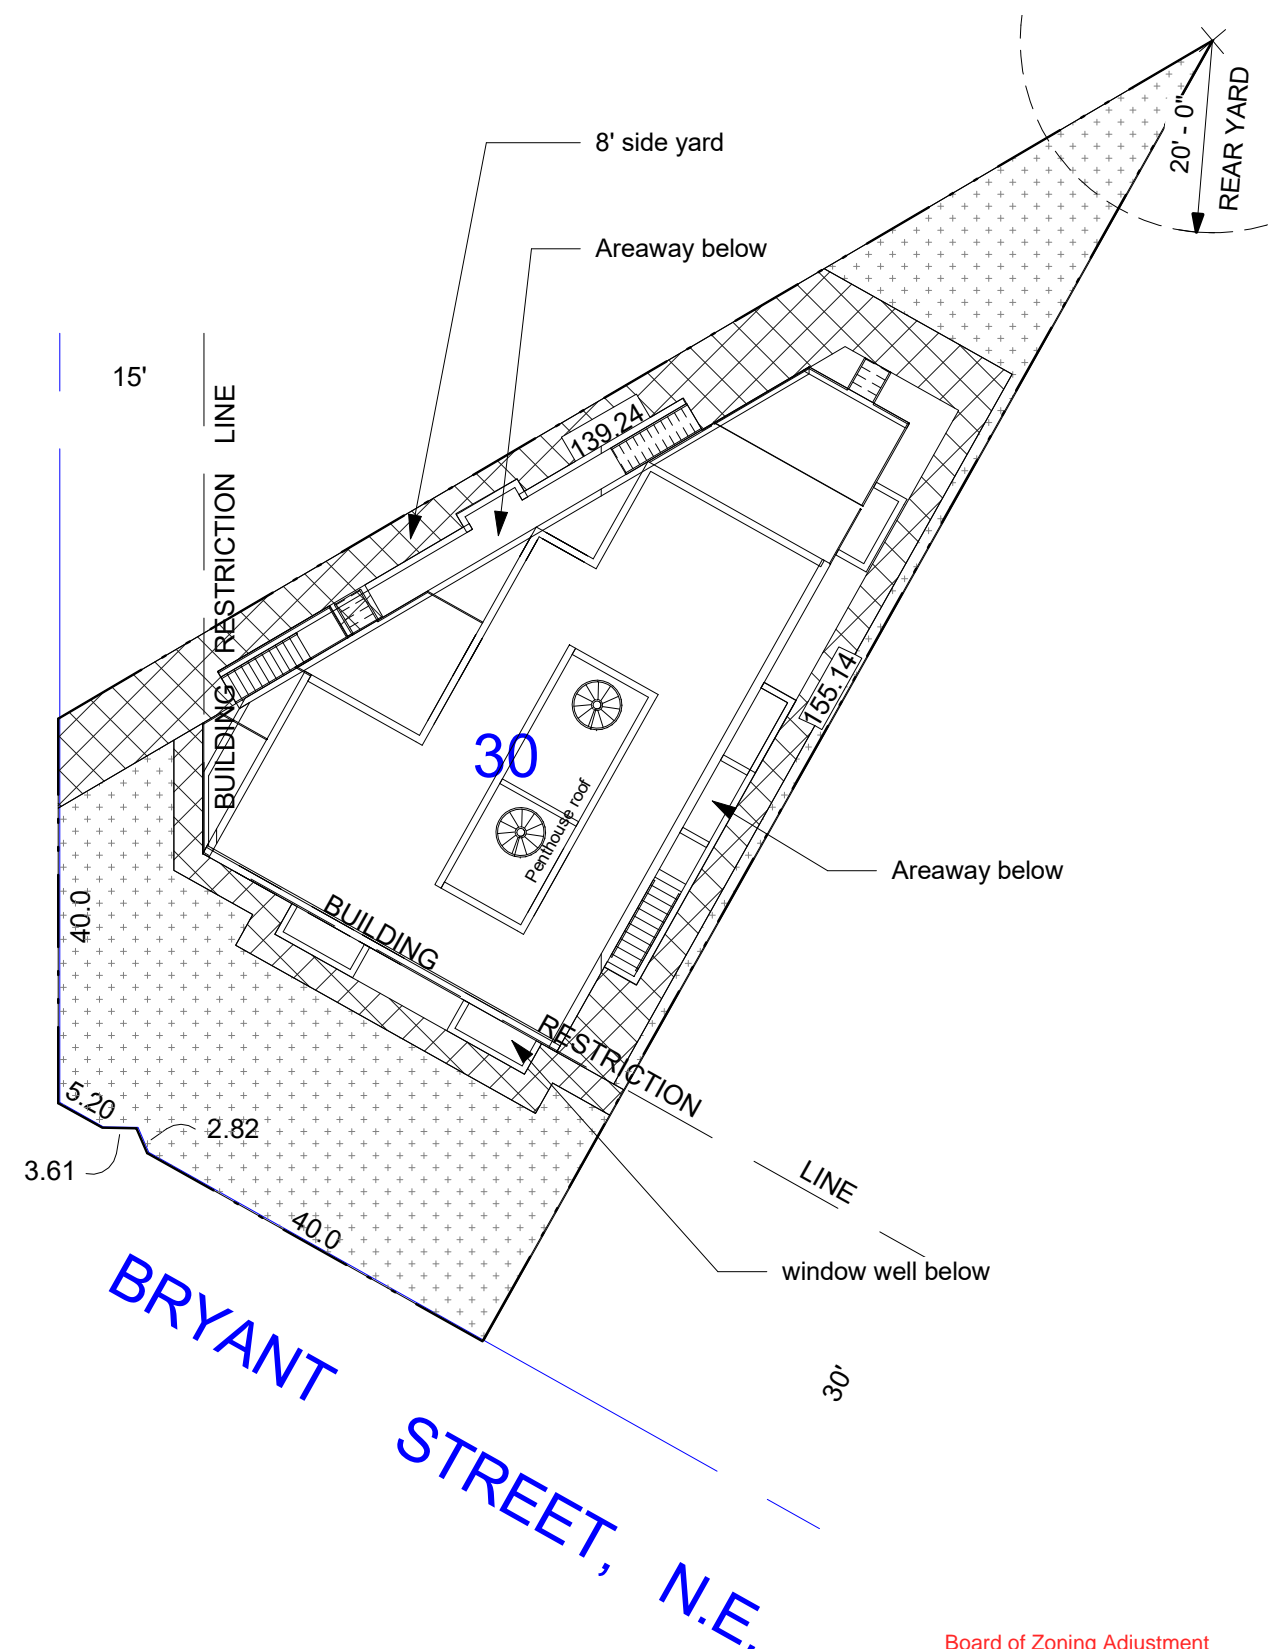 20' - 0"
REAR YARD
8' side yard
Areaway below
15'
BUILDING RESTRICTION LINE
139.24
155.14
30
Penthouse roof
Areaway below
40.0
BUILDING RESTRICTION LINE
5.20
2.82
3.61
40.0
window well below
30'
BRYANT STREET, N.E.
Board of Zoning Adjustment